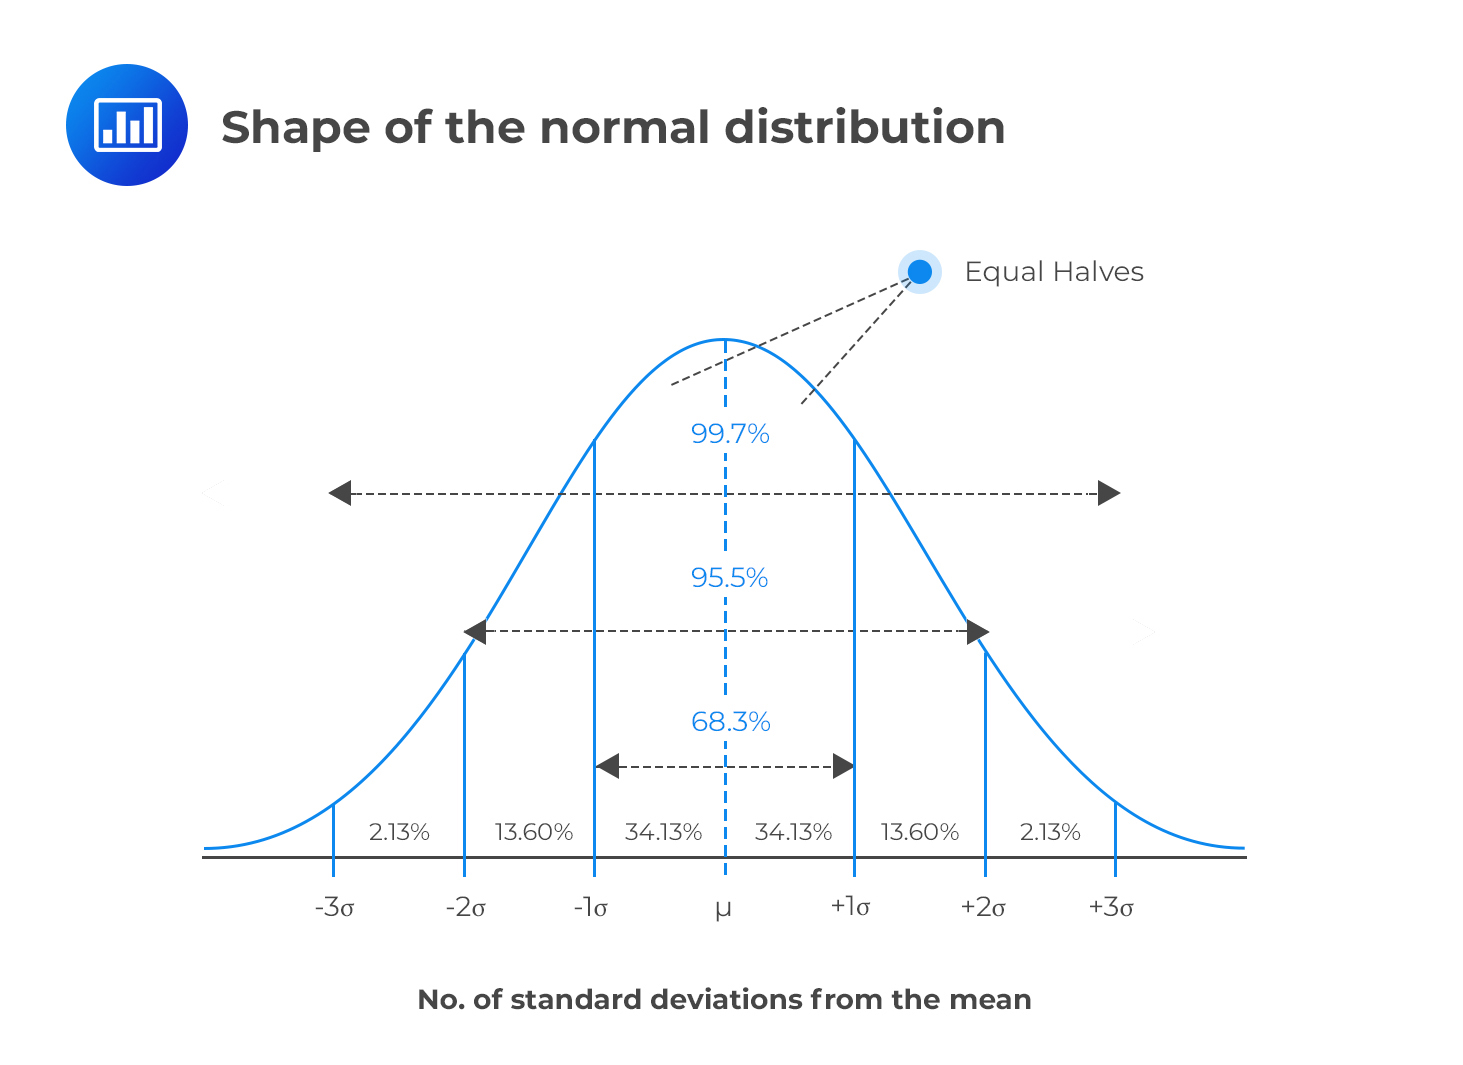 Shape of the normal distribution
Equal Halves
99.7%
95.5%
68.3%
2.13% 13.60% 34.13% 34.13% 13.60% 2.13%
-3σ -2σ -1σ μ +1σ +2σ +3σ
No. of standard deviations from the mean